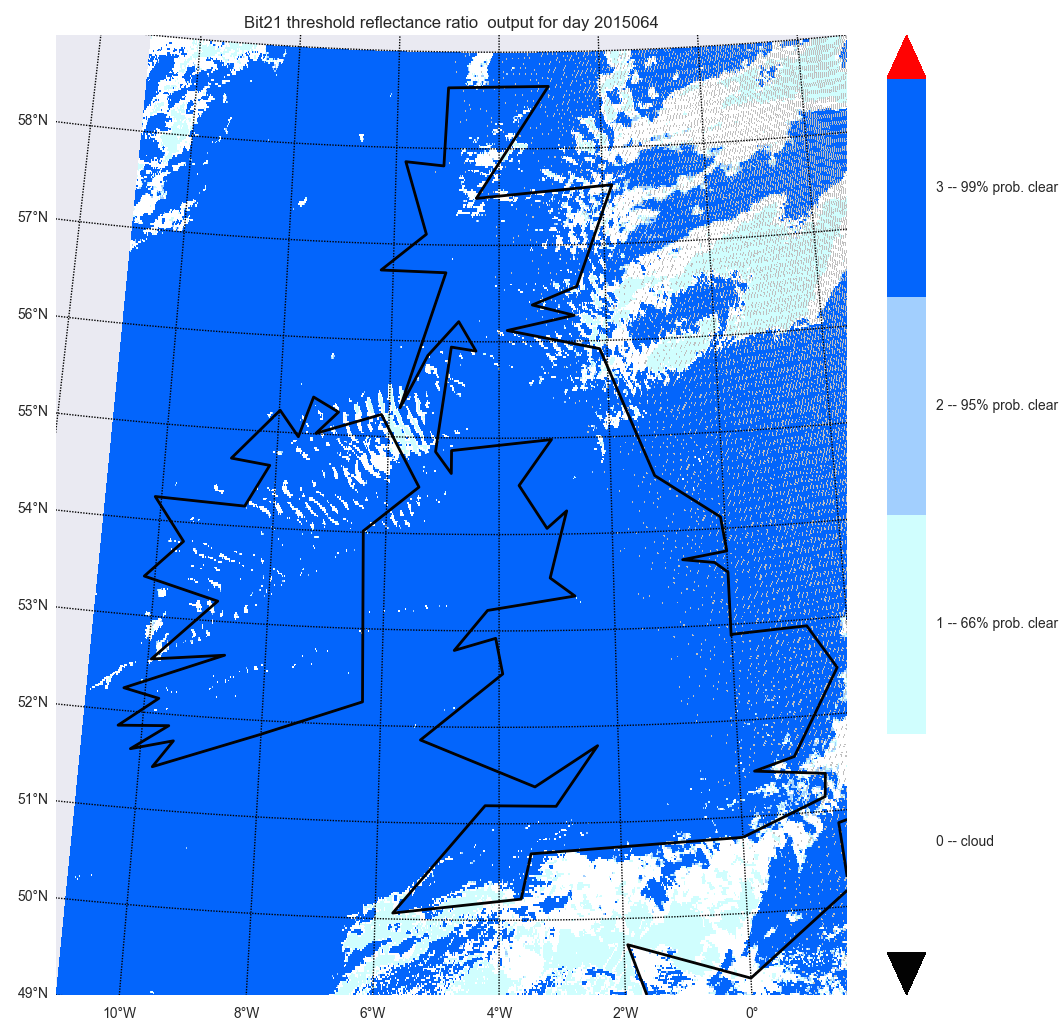 Bit21 threshold reflectance ratio  output for day 2015064
58°N
57°N
56°N
55°N
54°N
53°N
52°N
51°N
50°N
49°N
10°W 8°W 6°W 4°W 2°W 0°
3 -- 99% prob. clear
2 -- 95% prob. clear
1 -- 66% prob. clear
0 -- cloud